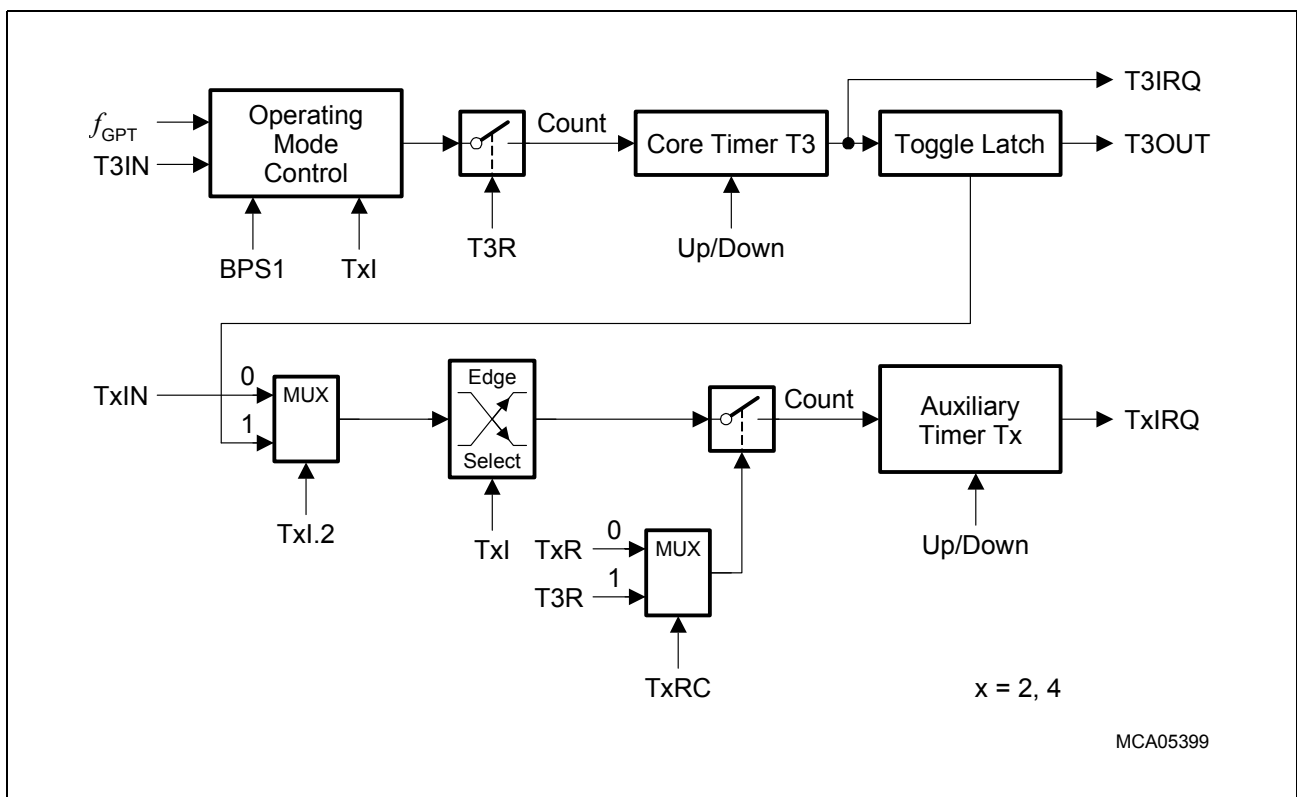 T3IRQ
f GPT
T3IN
Operating
Mode
Control
Count
Core Timer T3
Toggle Latch
T3OUT
BPS1
TxI
T3R
Up/Down
TxIN
0
1
MUX
Edge
Select
Count
Auxiliary
Timer Tx
TxIRQ
TxI.2
TxI
TxR
T3R
0
1
MUX
Up/Down
TxRC
x = 2, 4
MCA05399